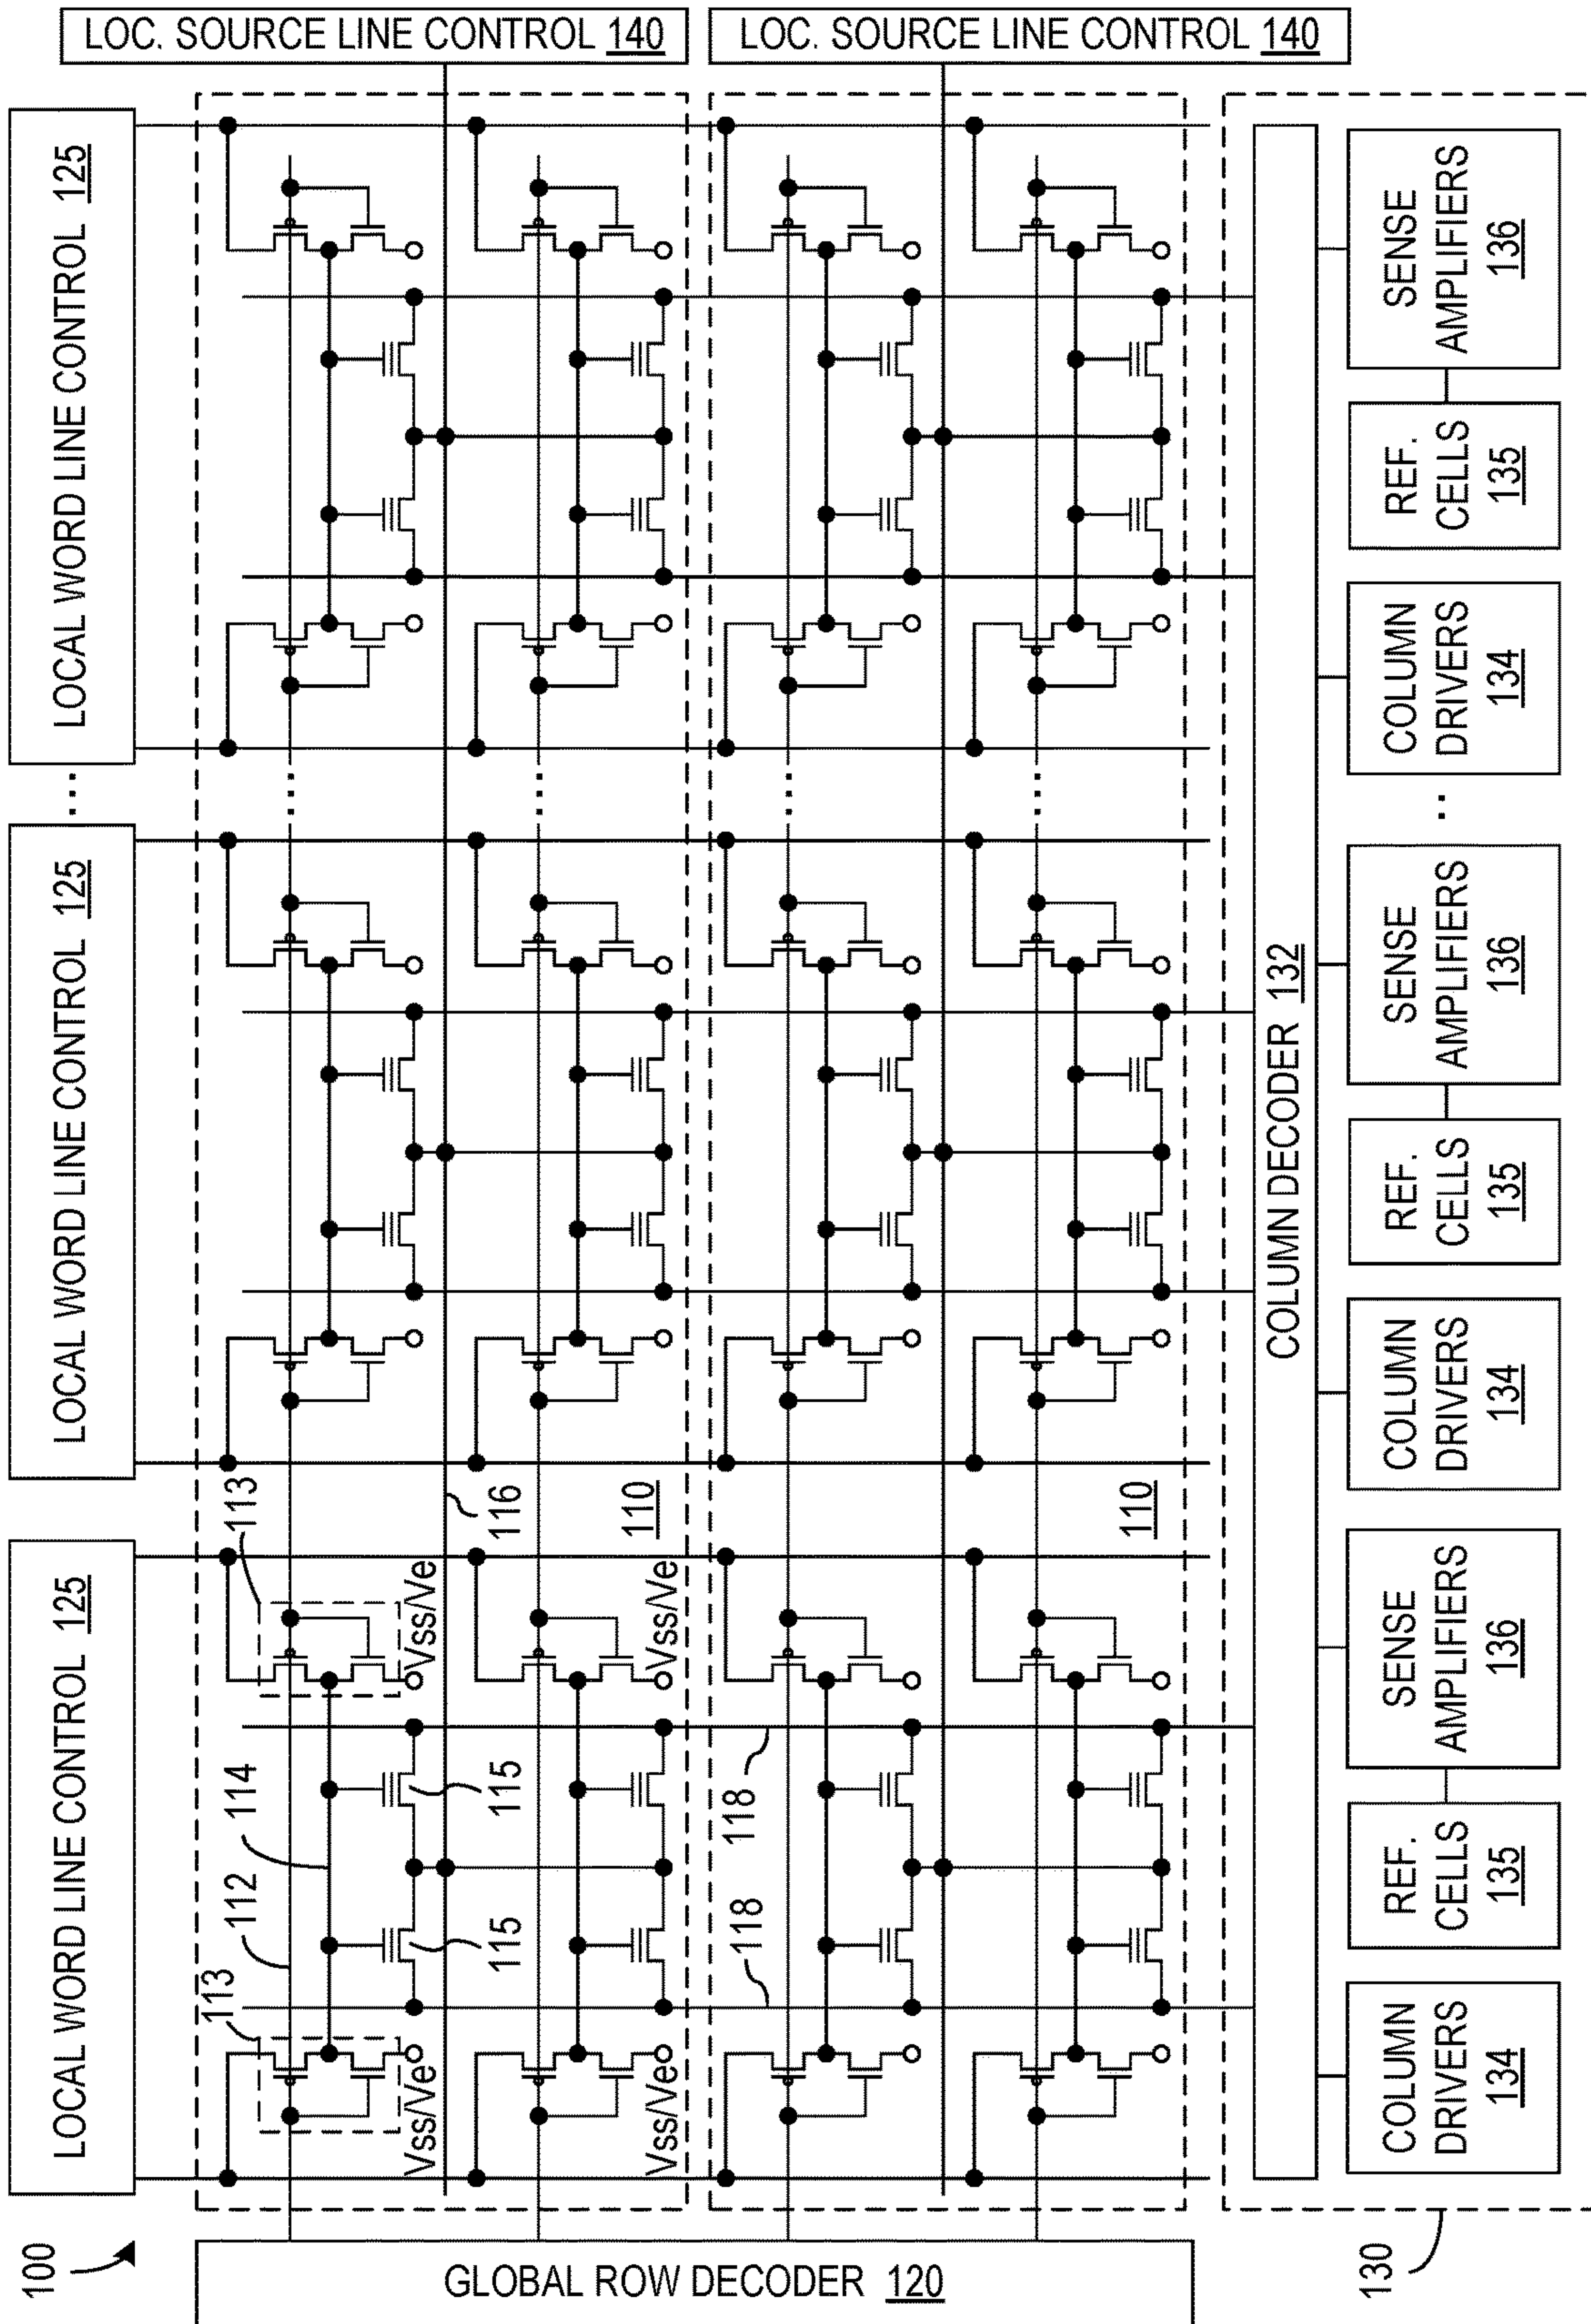 100
LOCAL WORD LINE CONTROL 125
LOCAL WORD LINE CONTROL 125
...
LOCAL WORD LINE CONTROL 125
GLOBAL ROW DECODER 120
LOC. SOURCE LINE CONTROL 140
LOC. SOURCE LINE CONTROL 140
113
112
114
113
Vss/Ve
Vss/Ve
115
115
116
Vss/Ve
Vss/Ve
110
118
118
110
COLUMN DECODER 132
130
COLUMN
DRIVERS
134
REF.
CELLS
135
SENSE
AMPLIFIERS
136
COLUMN
DRIVERS
134
REF.
CELLS
135
SENSE
AMPLIFIERS
136
COLUMN
DRIVERS
134
REF.
CELLS
135
SENSE
AMPLIFIERS
136